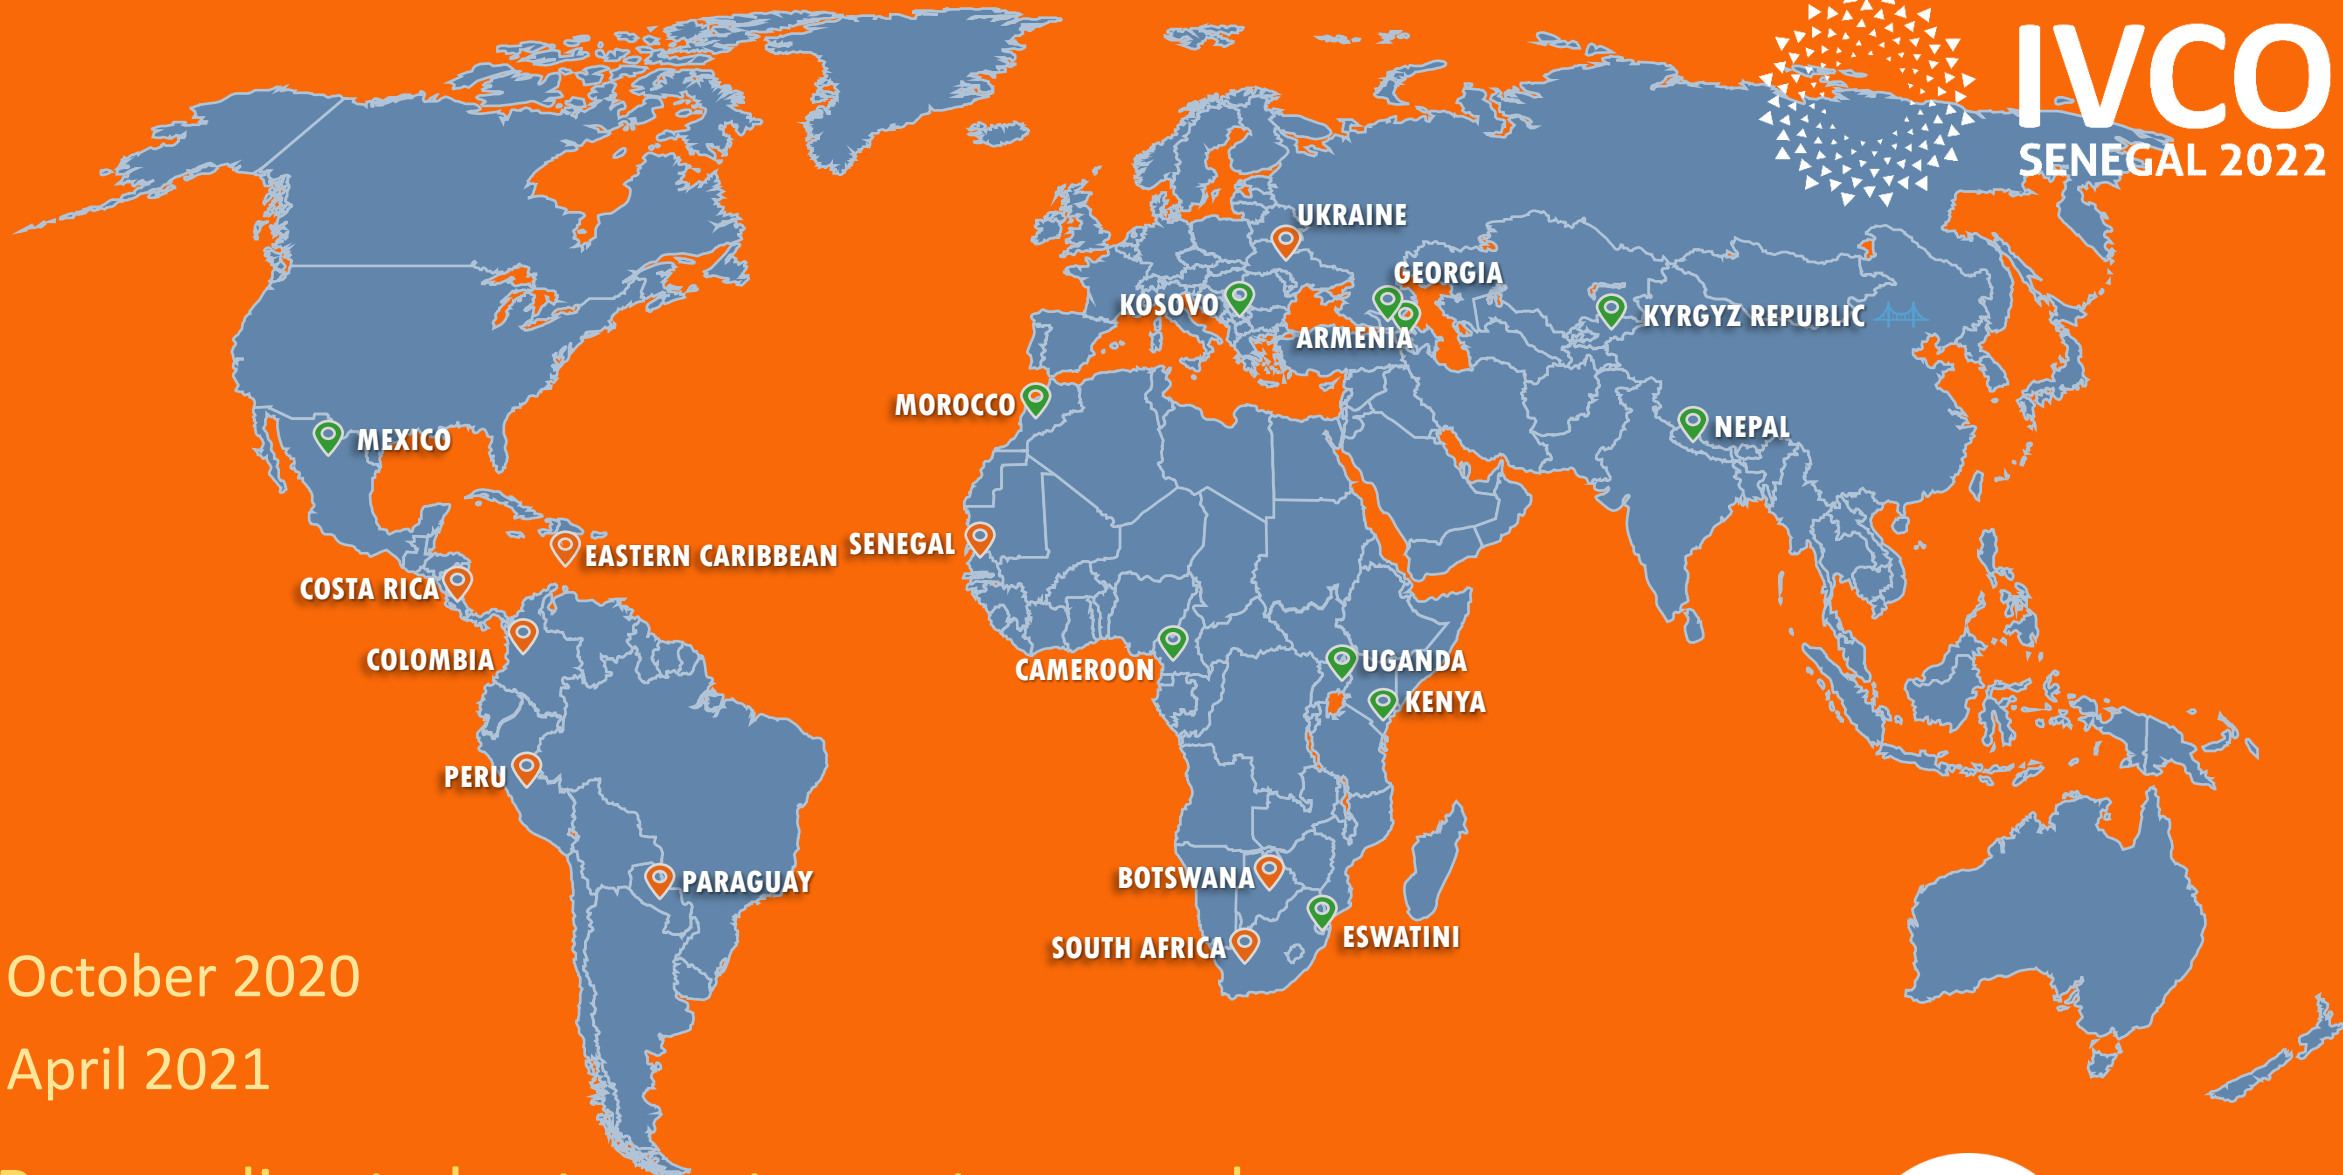 IVCO
SENEGAL 2022
UKRAINE
GEORGIA
KOSOVO
KYRGYZ REPUBLIC
ARMENIA
MOROCCO
NEPAL
MEXICO
SENEGAL
EASTERN CARIBBEAN
COSTA RICA
COLOMBIA
CAMEROON
UGANDA
KENYA
PERU
BOTSWANA
PARAGUAY
ESWATINI
SOUTH AFRICA
October 2020
April 2021